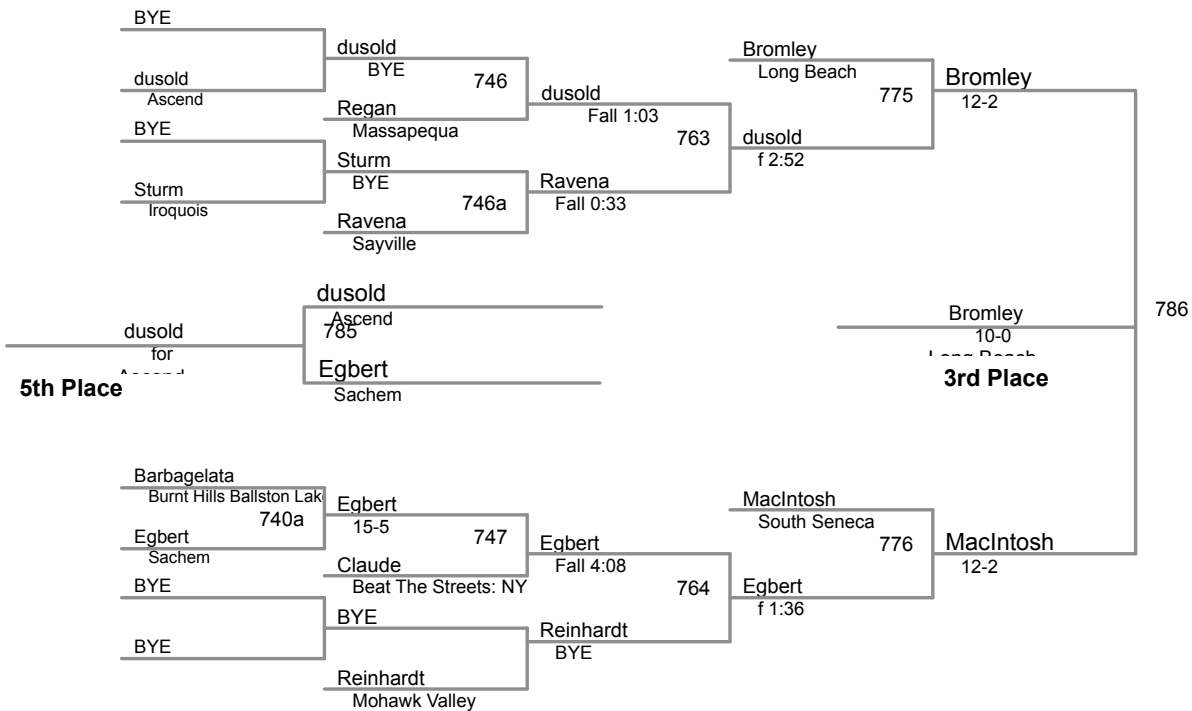 BYE
dusold
Ascend
BYE
Sturm
Iroquois
dusold
BYE
746
Regan
Massapequa
Sturm
BYE
746a
Ravena
Sayville
dusold
Fall 1:03
763
Ravena
Fall 0:33
Bromley
Long Beach
775
dusold
f 2:52
Bromley
12-2
dusold
Ascend
785
Egbert
Sachem
dusold
for
5th Place
Bromley
10-0
786
3rd Place
Barbagelata
Burnt Hills Ballston Lak
740a
Egbert
Sachem
BYE
BYE
Egbert
15-5
747
Claude
Beat The Streets: NY
BYE
Reinhardt
Mohawk Valley
Egbert
Fall 4:08
764
Reinhardt
BYE
MacIntosh
South Seneca
776
Egbert
f 1:36
MacIntosh
12-2